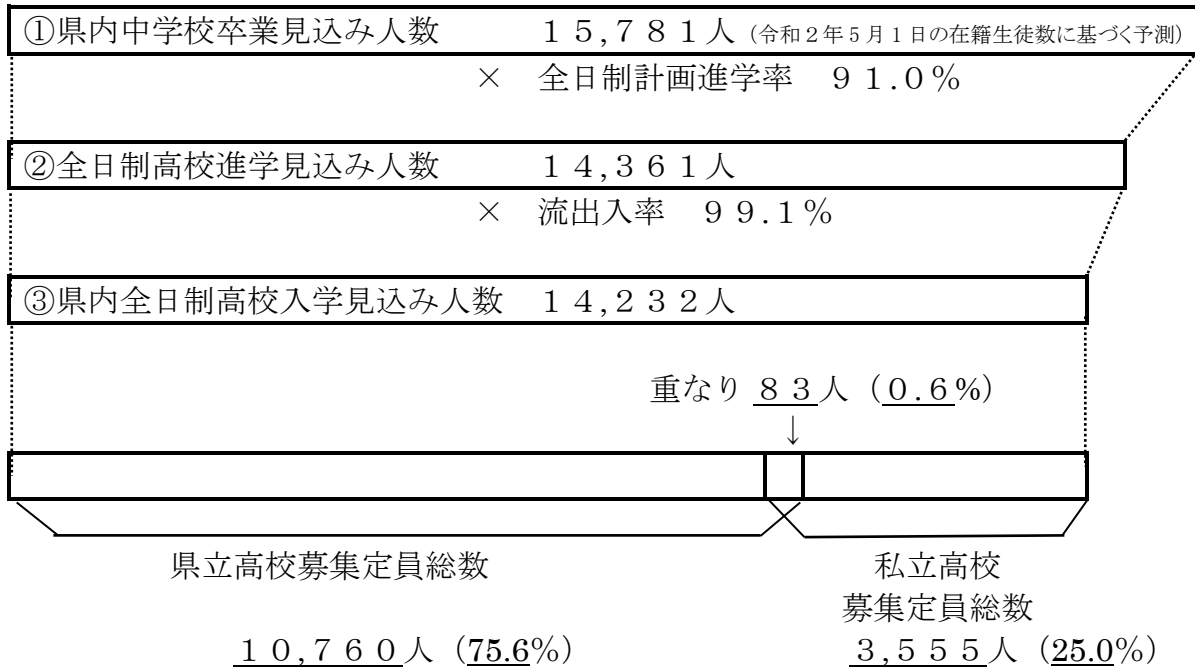 ①県内中学校卒業見込み人数　　　１５,７８１人（令和２年５月１日の在籍生徒数に基づく予測）
×　全日制計画進学率　９１.０％
②全日制高校進学見込み人数　　　１４,３６１人
×　流出入率　９９.１％
③県内全日制高校入学見込み人数　１４,２３２人
重なり ８３人（０.６%）
↓
県立高校募集定員総数
１０,７６０人（75.6%）
私立高校
募集定員総数
３,５５５人（25.0%）